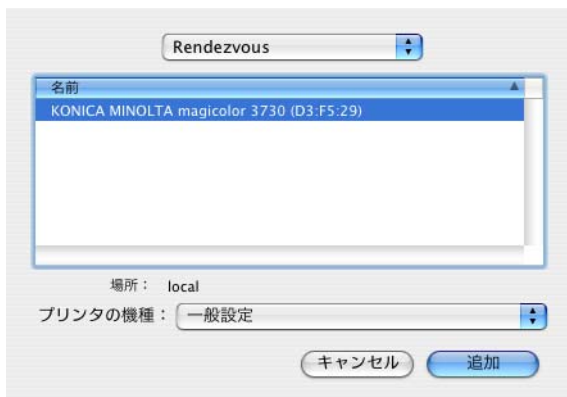 Rendezvous
名前
KONICA MINOLTA magicolor 3730 (D3:F5:29)
場所： local
プリンタの機種： 一般設定
キャンセル 追加